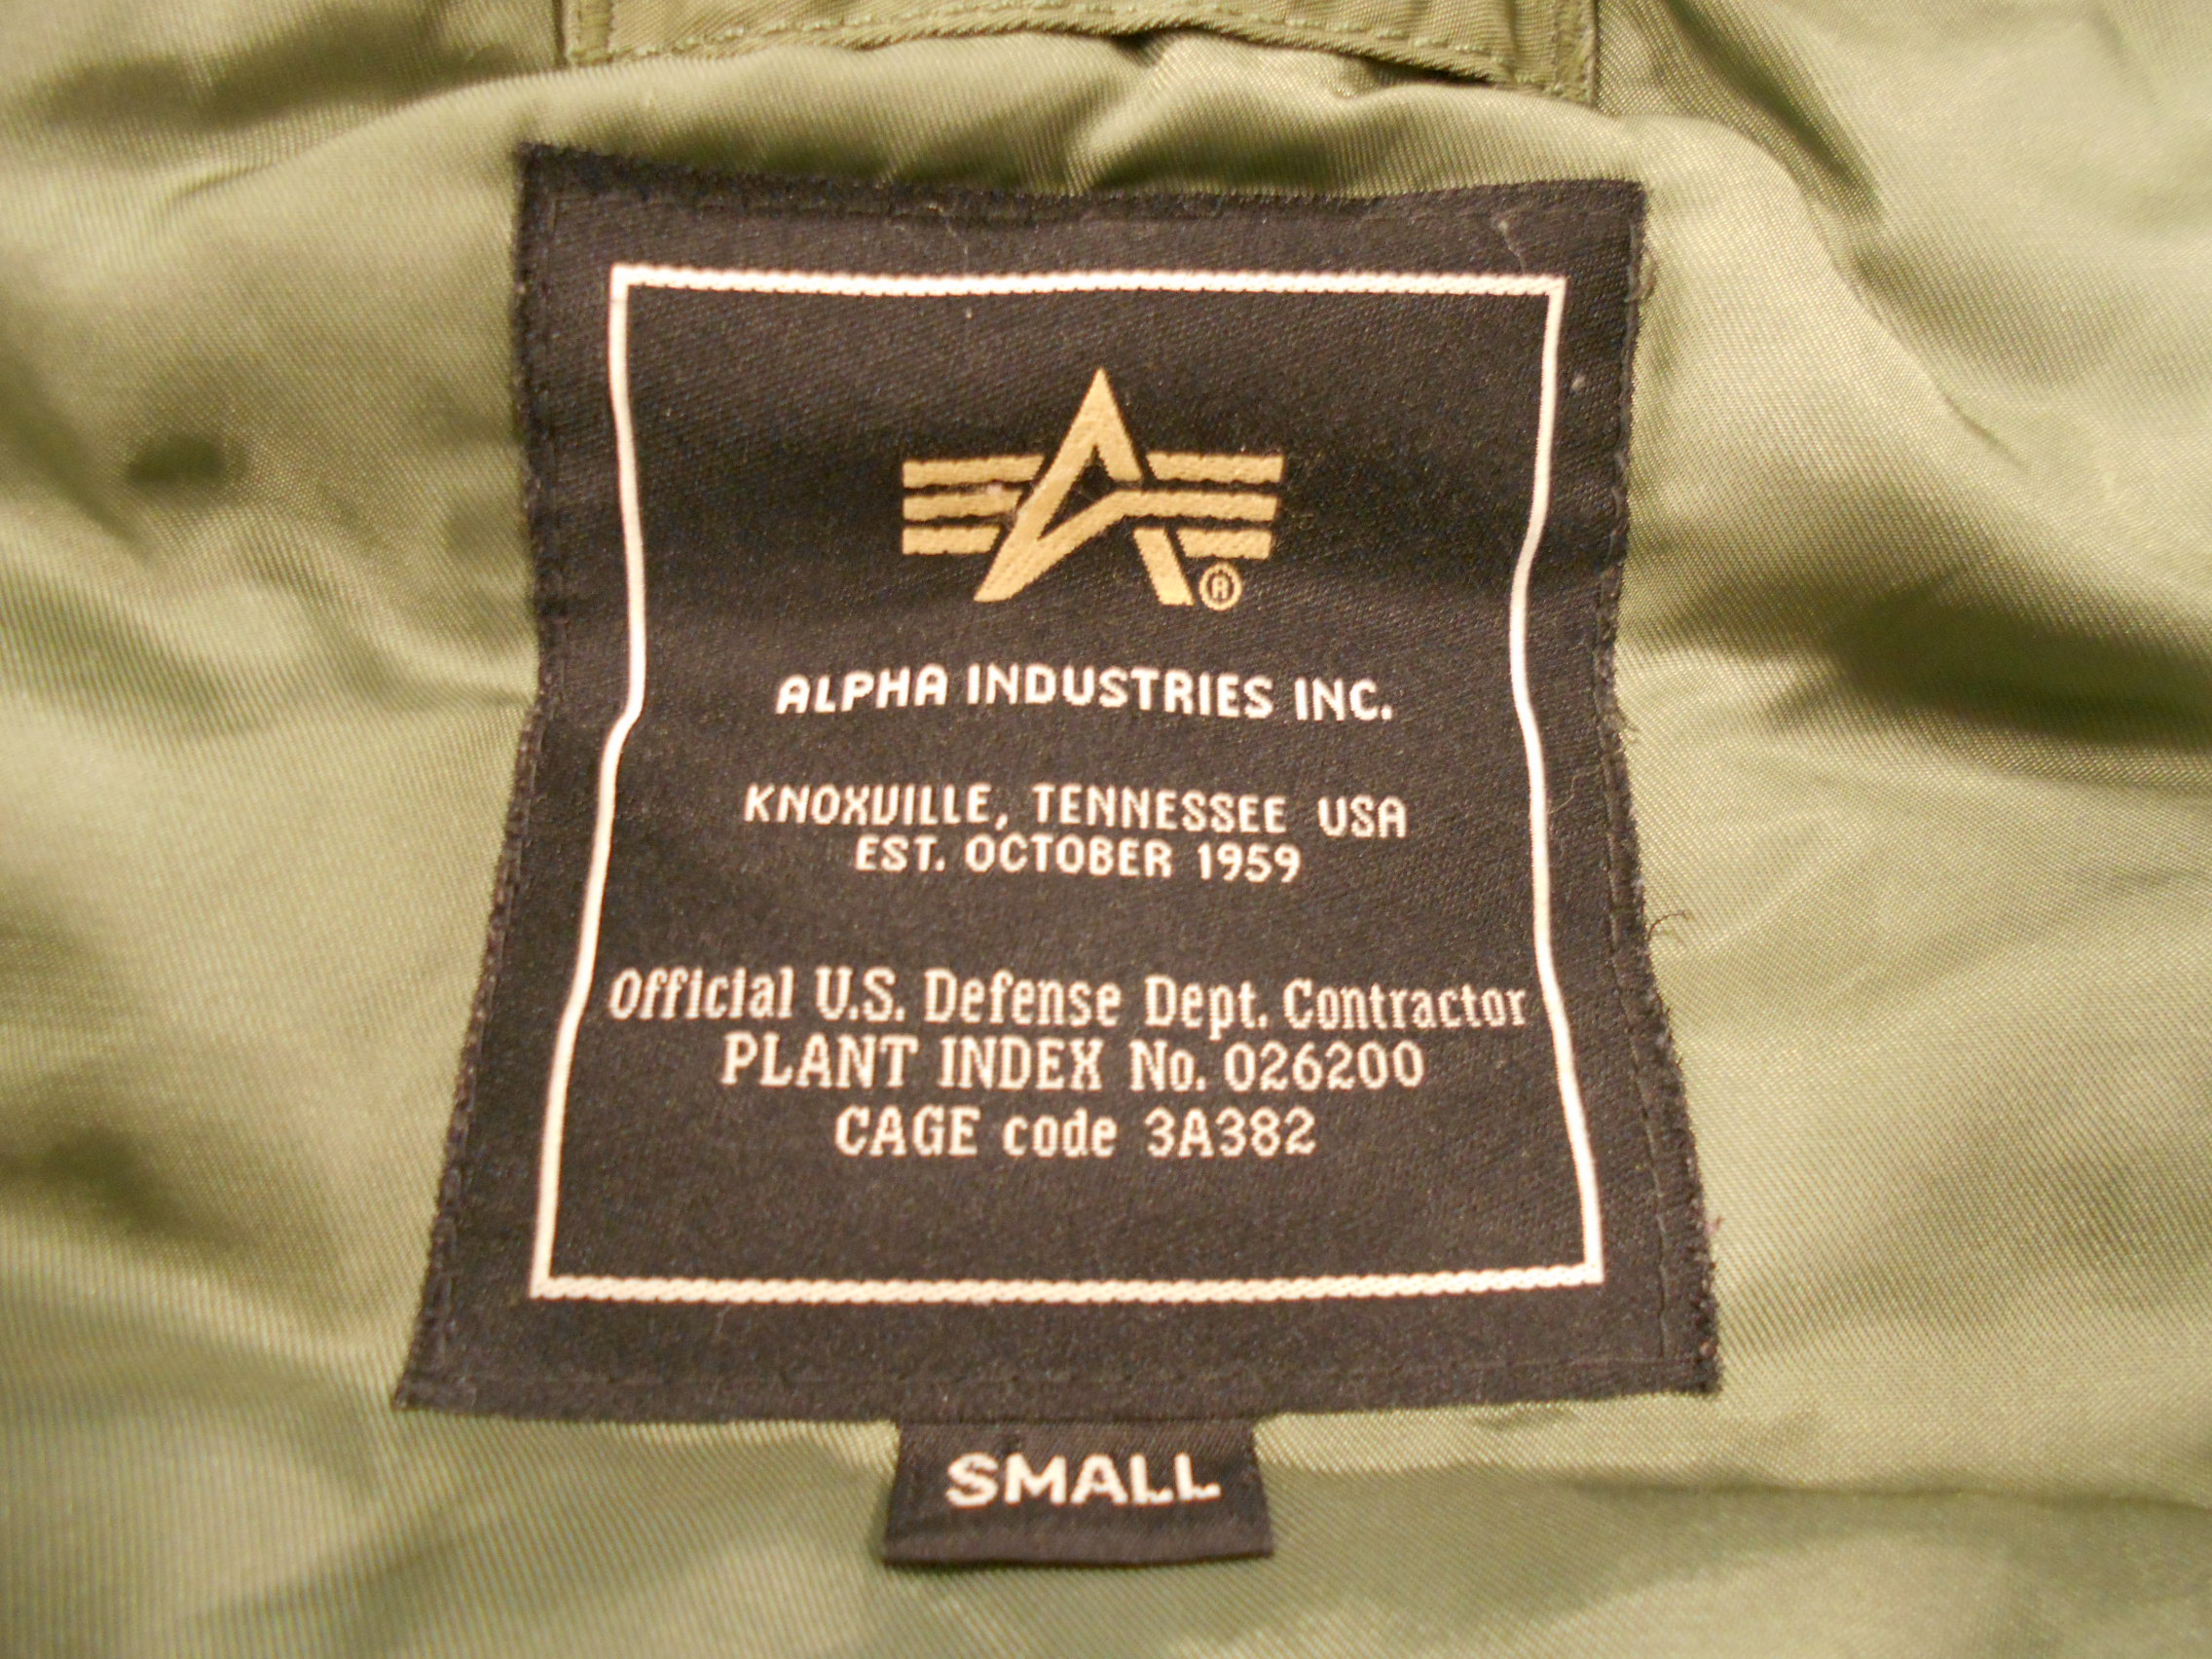 ALPHA INDUSTRIES INC.
KNOXVILLE, TENNESSEE USA
EST. OCTOBER 1959
Official U.S. Defense Dept. Contractor
PLANT INDEX No. 026200
CAGE code 3A382
SMALL